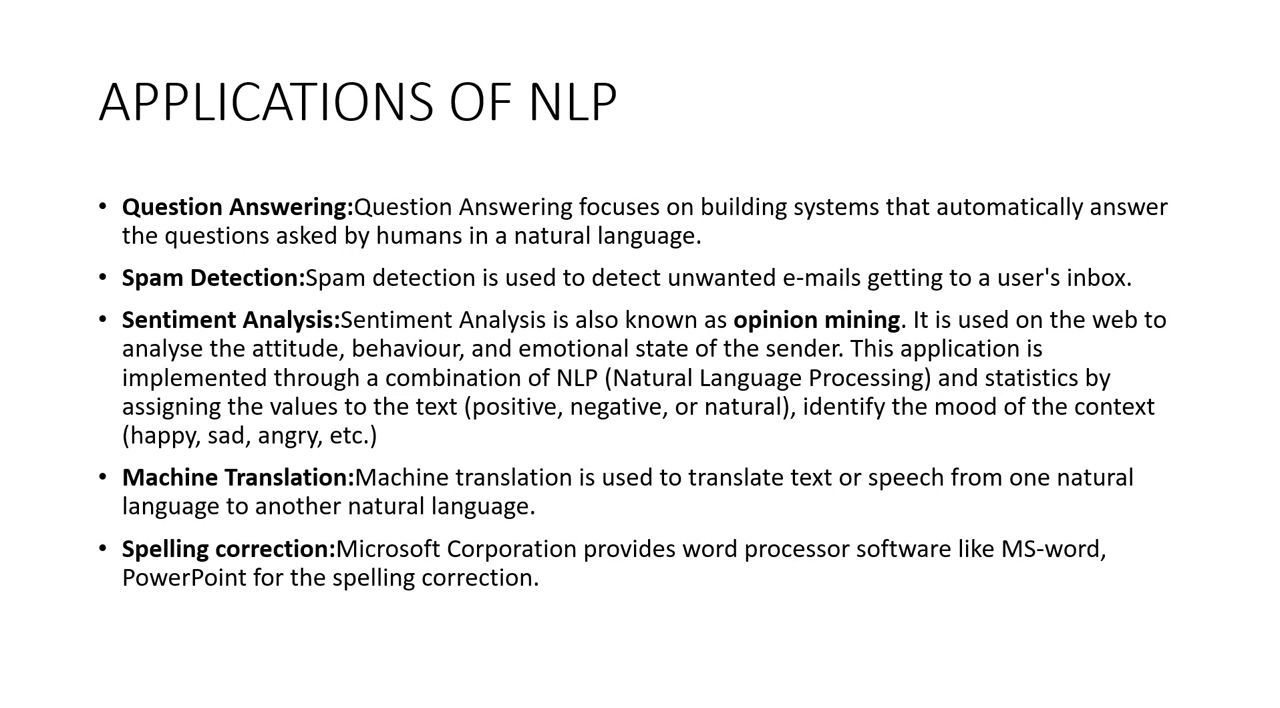 APPLICATIONS OF NLP
• Question Answering:Question Answering focuses on building systems that automatically answer
the questions asked by humans in a natural language.
• Spam Detection:Spam detection is used to detect unwanted e-mails getting to a user's inbox.
• Sentiment Analysis:Sentiment Analysis is also known as opinion mining. It is used on the web to
analyse the attitude, behaviour, and emotional state of the sender. This application is
implemented through a combination of NLP (Natural Language Processing) and statistics by
assigning the values to the text (positive, negative, or natural), identify the mood of the context
(happy, sad, angry, etc.)
• Machine Translation:Machine translation is used to translate text or speech from one natural
language to another natural language.
• Spelling correction:Microsoft Corporation provides word processor software like MS-word,
PowerPoint for the spelling correction.